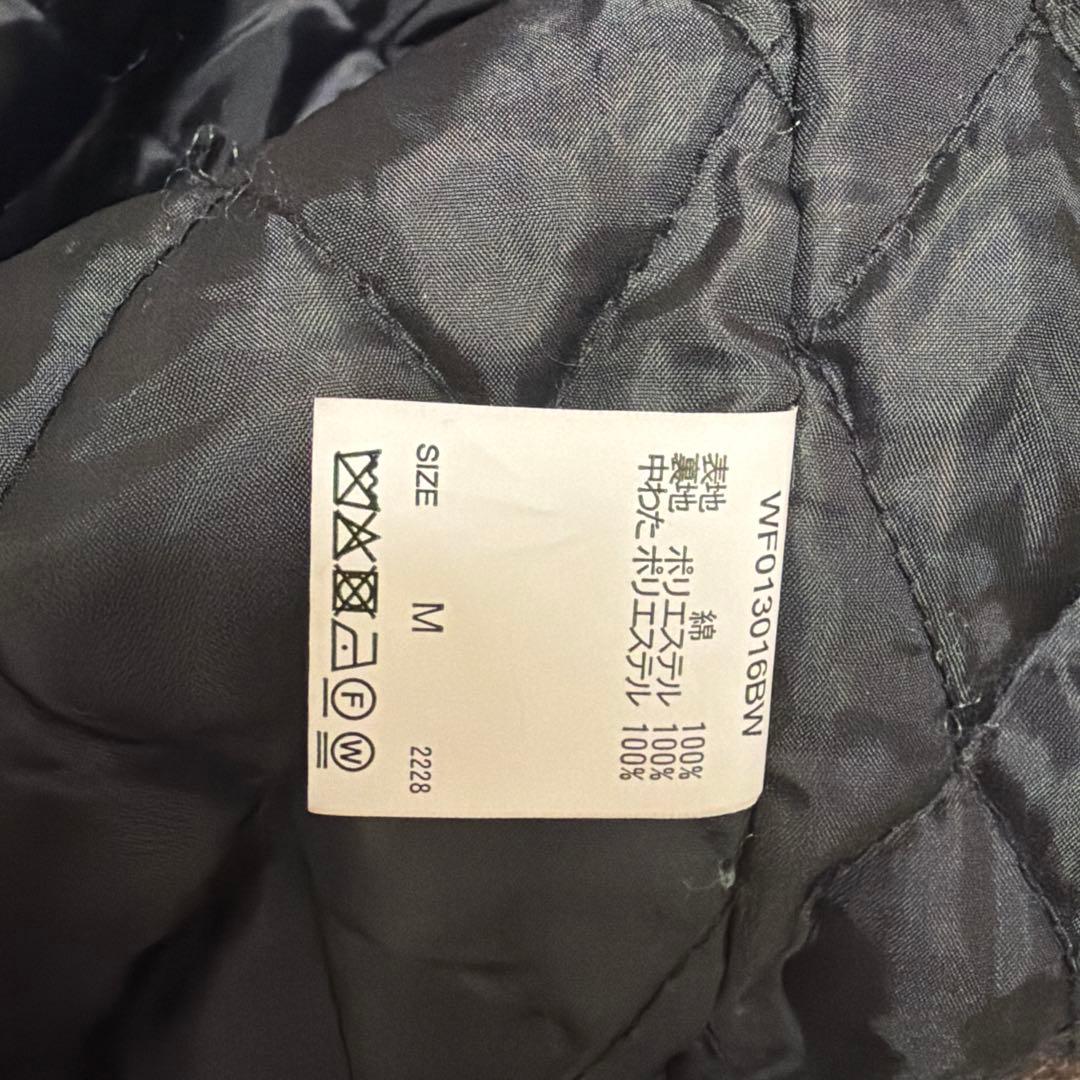 WF013016BW
表地 綿 100%
裏地 ポリエステル 100%
中わた ポリエステル 100%
SIZE M 2228
F W